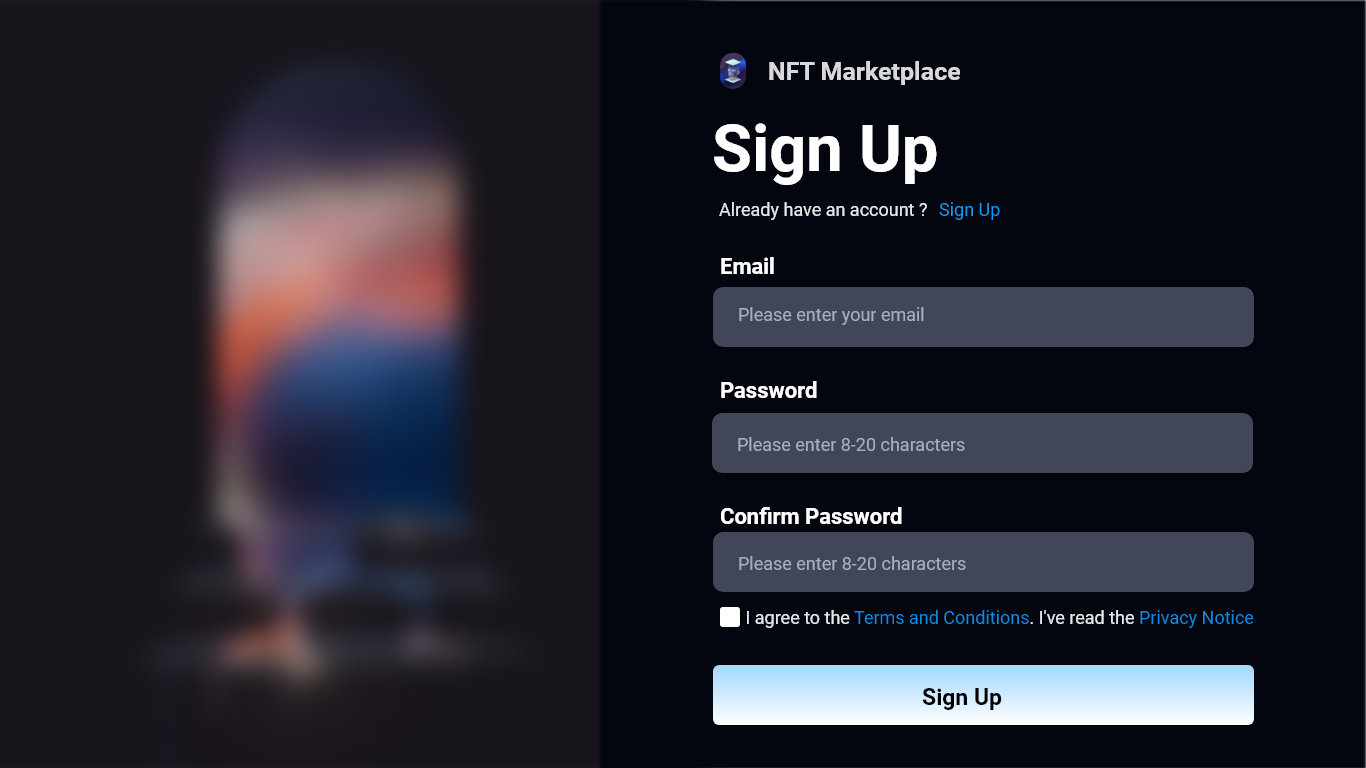 NFT Marketplace
Sign Up
Already have an account ? Sign Up
Email
Please enter your email
Password
Please enter 8-20 characters
Confirm Password
Please enter 8-20 characters
I agree to the Terms and Conditions. I've read the Privacy Notice
Sign Up